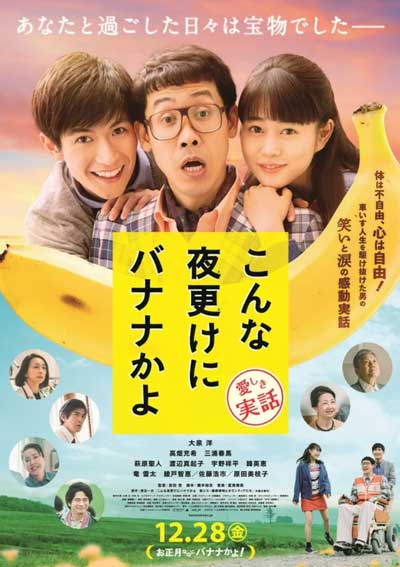 あなたと過ごした日々は宝物でした──
体は不自由、心は自由!
車いす人生を駆け抜けた男の
笑いと涙の感動実話
こんな
夜更けに
バナナかよ
愛しき
実話
大泉 洋
高畑充希 三浦春馬
萩原聖人 渡辺真起子 宇野祥平 韓英恵
竜 雷太 綾戸智恵/佐藤浩市/原田美枝子
12.28(金)
お正月なのにバナナかよ!